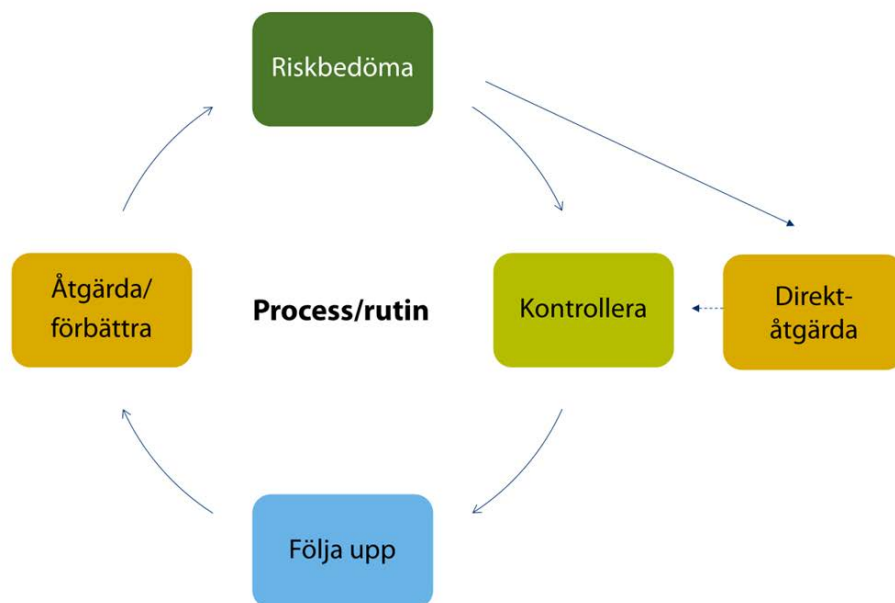 Riskbedöma
Åtgärda/
förbättra
Process/rutin
Kontrollera
Direkt-
åtgärda
Följa upp